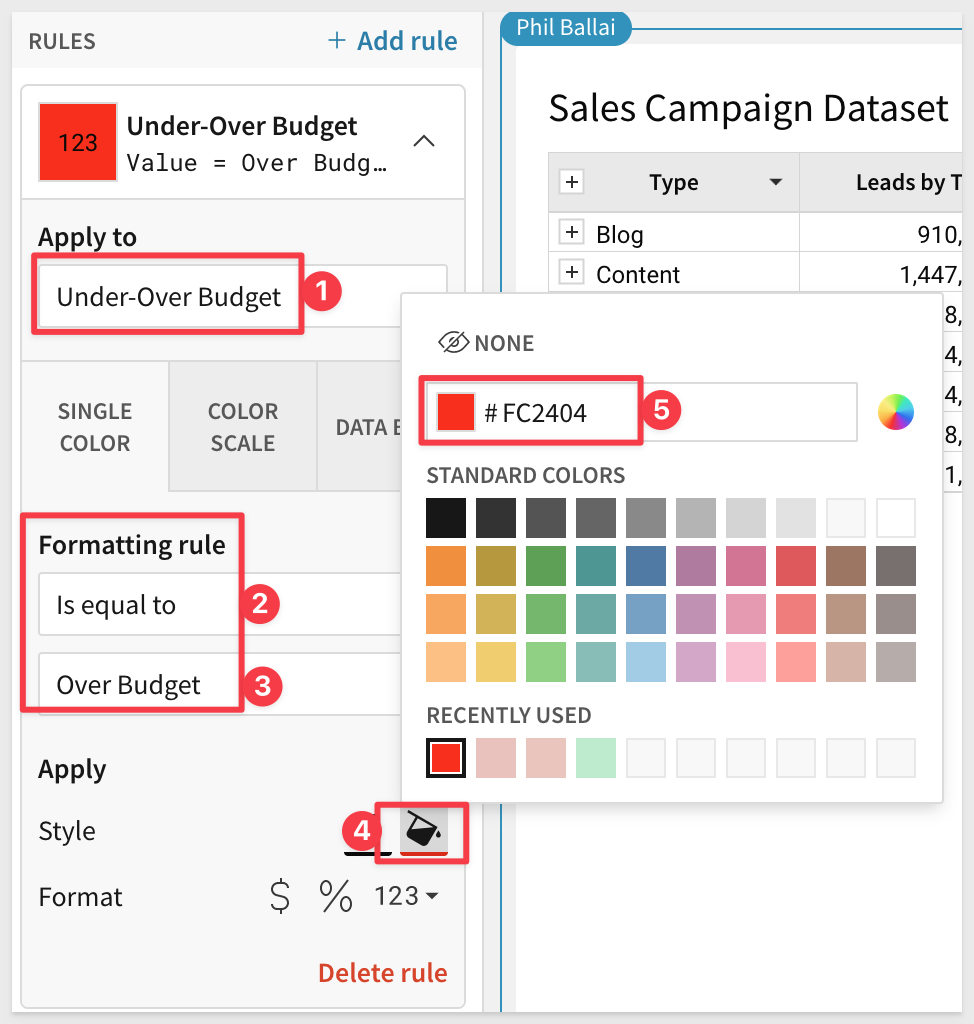 RULES
+ Add rule
Phil Ballai
123
Under-Over Budget
Value = Over Budg…
Sales Campaign Dataset
Apply to
Type
Leads by T
Under-Over Budget
1
Blog
910,
Content
1,447,
8,
4,
4,
8,
1,
SINGLE
COLOR
COLOR
SCALE
DATA B
NONE
# FC2404
5
STANDARD COLORS
Formatting rule
Is equal to
2
Over Budget
3
RECENTLY USED
Apply
Style
4
Format
$
%
123
Delete rule